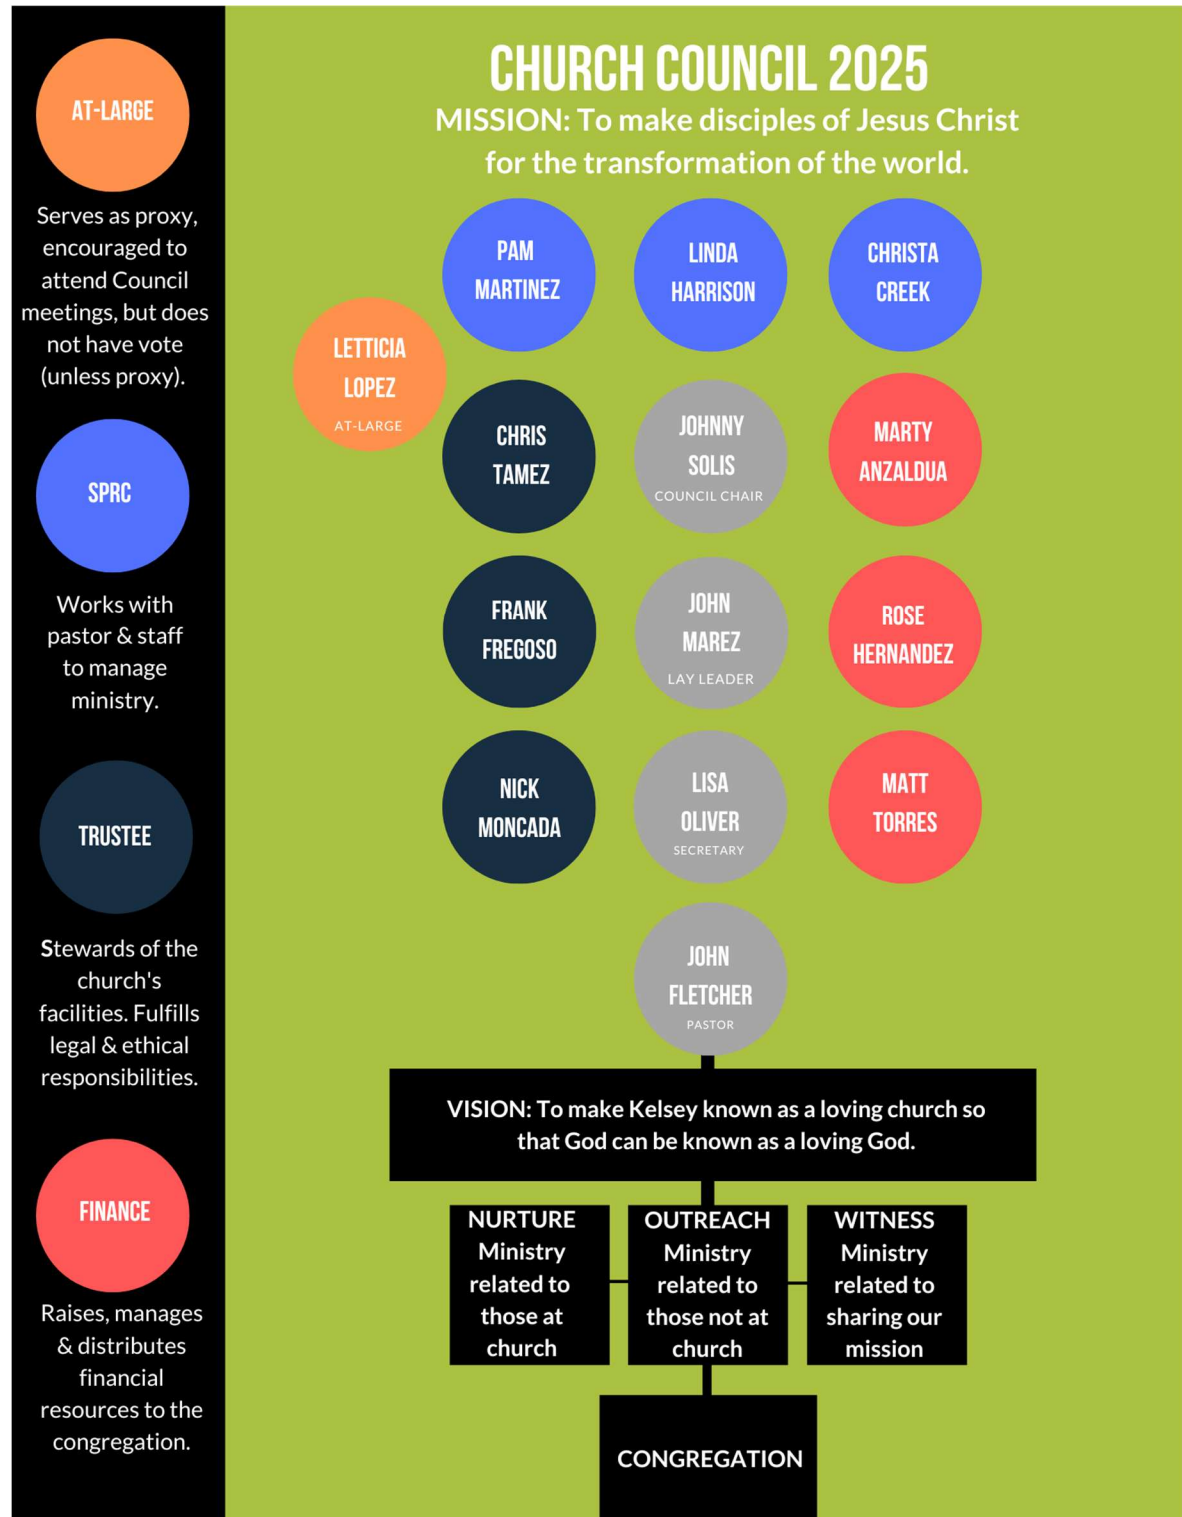 AT-LARGE
Serves as proxy,
encouraged to
attend Council
meetings, but does
not have vote
(unless proxy).
SPRC
Works with
pastor & staff
to manage
ministry.
TRUSTEE
Stewards of the
church's
facilities. Fulfills
legal & ethical
responsibilities.
FINANCE
Raises, manages
& distributes
financial
resources to the
congregation.
CHURCH COUNCIL 2025
MISSION: To make disciples of Jesus Christ
for the transformation of the world.
PAM
MARTINEZ
LINDA
HARRISON
CHRISTA
CREEK
LETTICIA
LOPEZ
AT-LARGE
CHRIS
TAMEZ
JOHNNY
SOLIS
COUNCIL CHAIR
MARTY
ANZALDUA
FRANK
FREGOSO
JOHN
MAREZ
LAY LEADER
ROSE
HERNANDEZ
NICK
MONCADA
LISA
OLIVER
SECRETARY
MATT
TORRES
JOHN
FLETCHER
PASTOR
VISION: To make Kelsey known as a loving church so
that God can be known as a loving God.
NURTURE
Ministry
related to
those at
church
OUTREACH
Ministry
related to
those not at
church
WITNESS
Ministry
related to
sharing our
mission
CONGREGATION